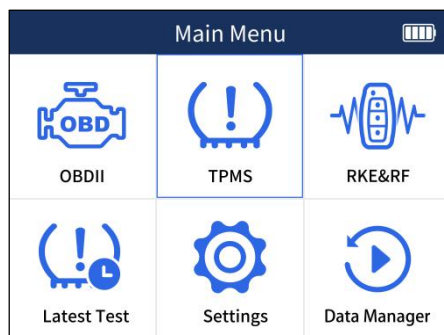 Main Menu
OBD
OBDII
TPMS
RKE&RF
Latest Test
Settings
Data Manager